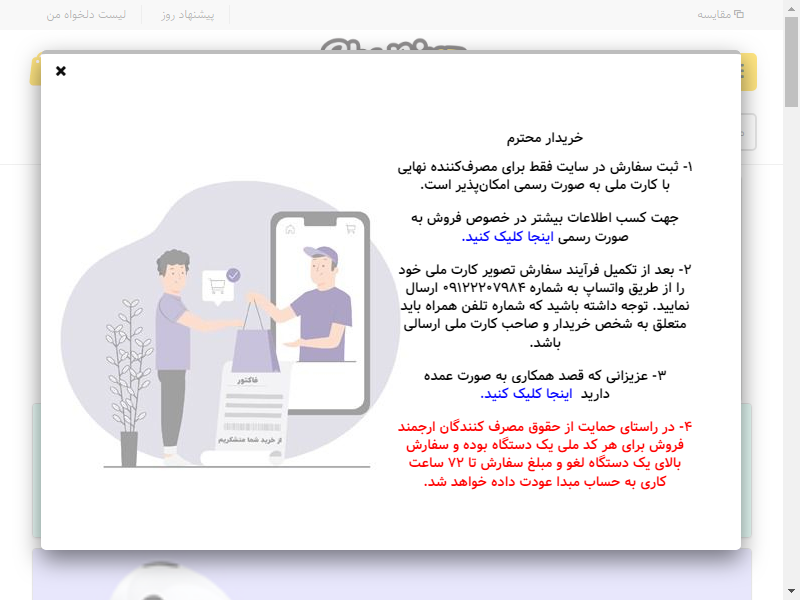 مقایسه
پیشنهاد روز
لیست دلخواه من
خریدار محترم
۱- ثبت سفارش در سایت فقط برای مصرف‌کننده نهایی
با کارت ملی به صورت رسمی امکان‌پذیر است.
جهت کسب اطلاعات بیشتر در خصوص فروش به
صورت رسمی اینجا کلیک کنید.
۲- بعد از تکمیل فرآیند سفارش تصویر کارت ملی خود
را از طریق واتساپ به شماره ۰۹۱۲۲۲۰۷۹۸۴ ارسال
نمایید. توجه داشته باشید که شماره تلفن همراه باید
متعلق به شخص خریدار و صاحب کارت ملی ارسالی
باشد.
۳- عزیزانی که قصد همکاری به صورت عمده
دارید اینجا کلیک کنید.
۴- در راستای حمایت از حقوق مصرف کنندگان ارجمند
فروش برای هر کد ملی یک دستگاه بوده و سفارش
بالای یک دستگاه لغو و مبلغ سفارش تا ۷۲ ساعت
کاری به حساب مبدا عودت داده خواهد شد.
فاکتور
از خرید شما متشکریم